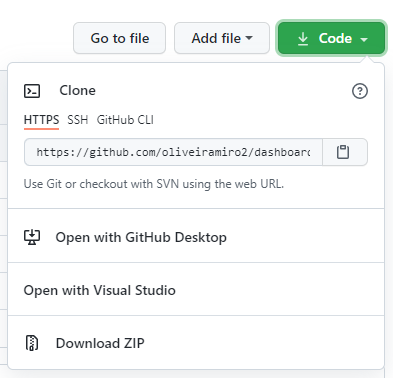 Go to file Add file Code
Clone
HTTPS SSH GitHub CLI
https://github.com/oliveiramiro2/dashboard
Use Git or checkout with SVN using the web URL.
Open with GitHub Desktop
Open with Visual Studio
Download ZIP